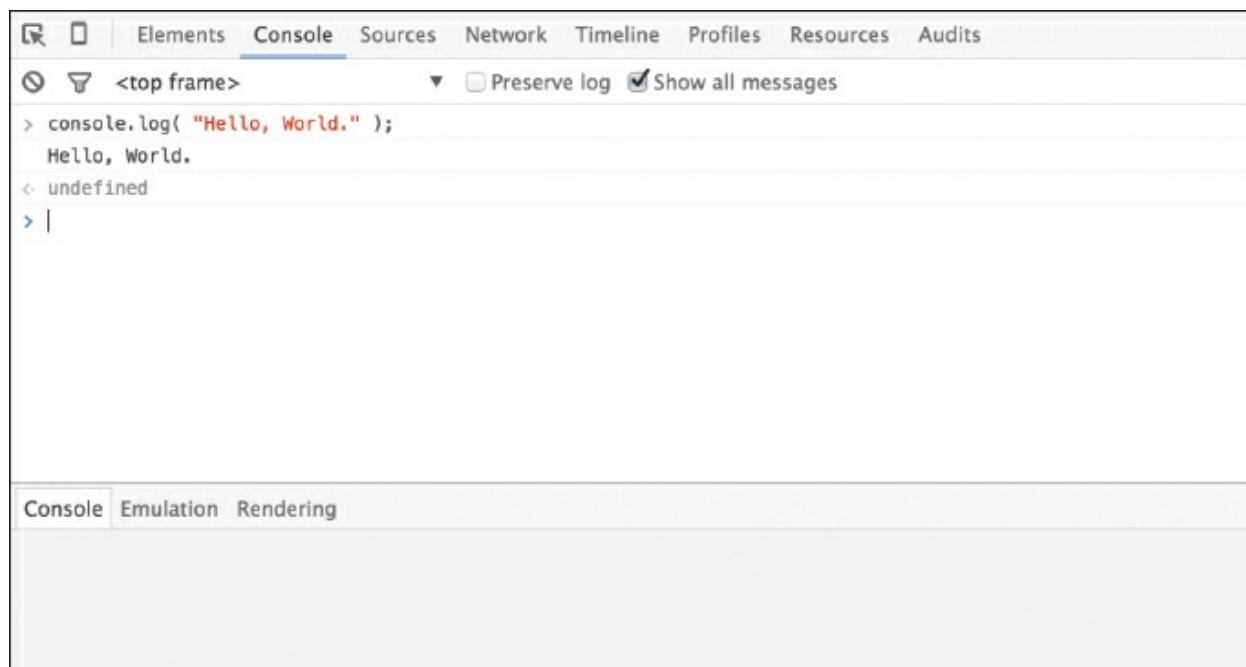 Elements Console Sources Network Timeline Profiles Resources Audits
<top frame> ▼ Preserve log Show all messages
> console.log( "Hello, World." );
Hello, World.
< undefined
>
Console Emulation Rendering